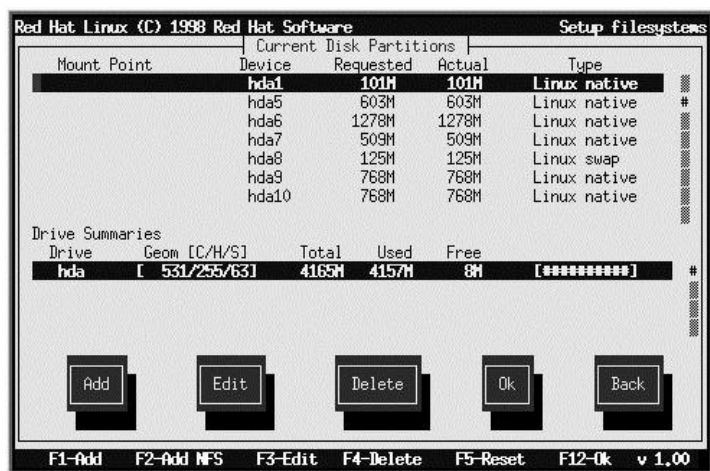 Red Hat Linux (C) 1998 Red Hat Software Setup filesystems
Current Disk Partitions
Mount Point Device Requested Actual Type
hda1 101M 101M Linux native
hda5 603M 603M Linux native #
hda6 1278M 1278M Linux native
hda7 509M 509M Linux native
hda8 125M 125M Linux swap
hda9 768M 768M Linux native
hda10 768M 768M Linux native
Drive Summaries
Drive Geom [C/H/S] Total Used Free
hda [ 531/255/63] 4165M 4157M 8M [##########] #
Add Edit Delete Ok Back
F1-Add F2-Add NFS F3-Edit F4-Delete F5-Reset F12-Ok v 1.00